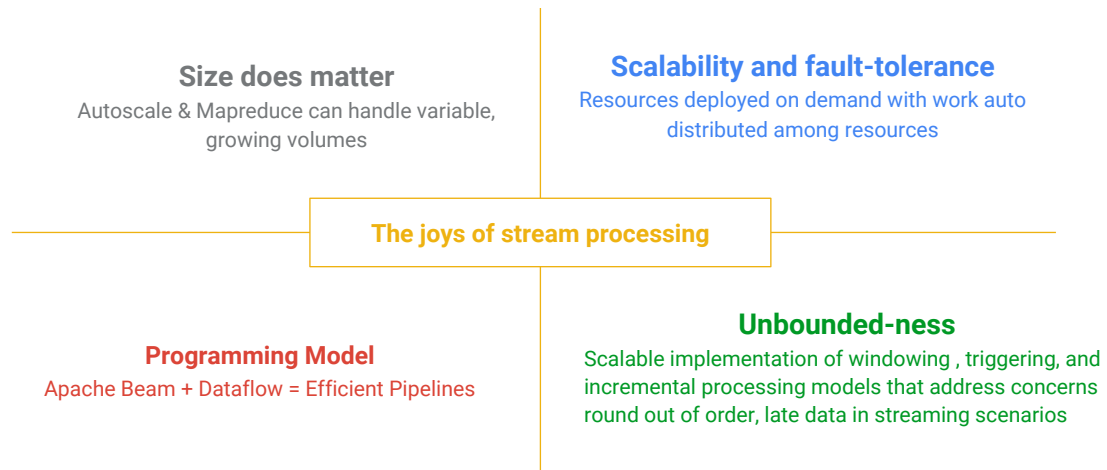 Size does matter
Autoscale & Mapreduce can handle variable,
growing volumes
Scalability and fault-tolerance
Resources deployed on demand with work auto
distributed among resources
The joys of stream processing
Programming Model
Apache Beam + Dataflow = Efficient Pipelines
Unbounded-ness
Scalable implementation of windowing , triggering, and
incremental processing models that address concerns
round out of order, late data in streaming scenarios